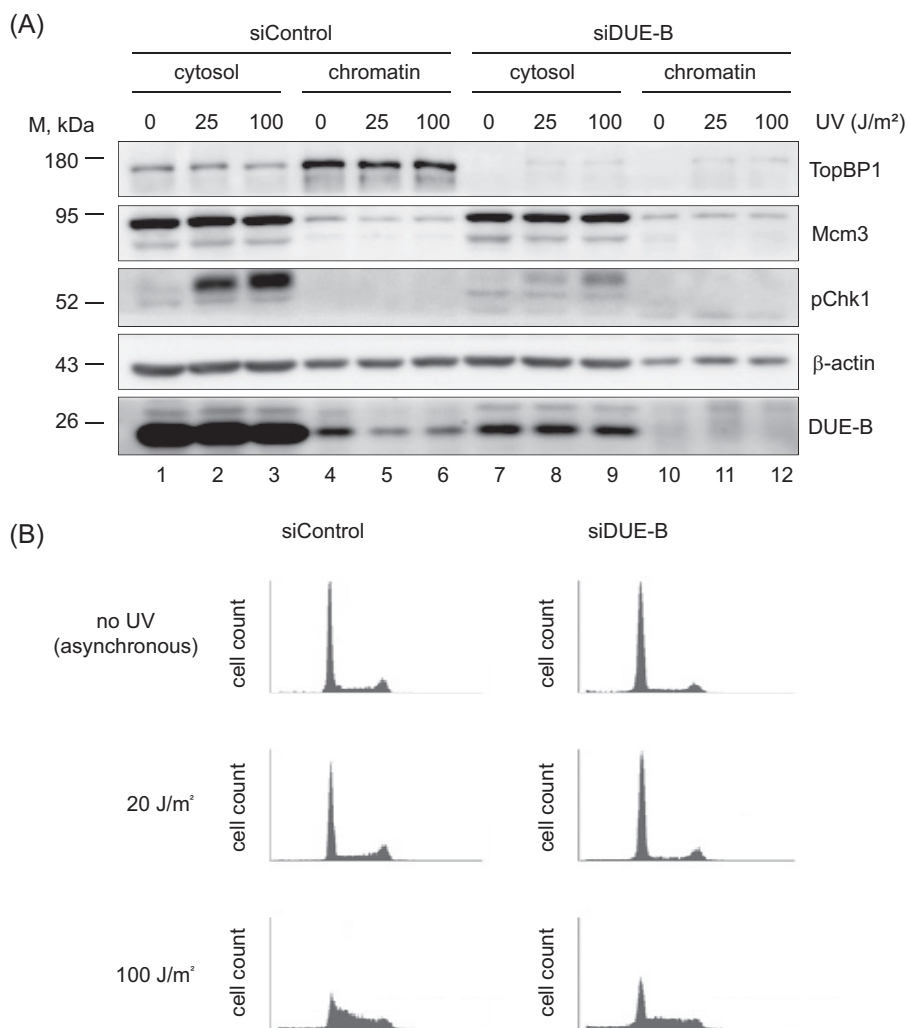 (A)
siControl siDUE-B
cytosol chromatin cytosol chromatin
M, kDa 0 25 100 0 25 100 0 25 100 0 25 100 UV (J/m²)
180 TopBP1
95 Mcm3
52 pChk1
43 β-actin
26 DUE-B
1 2 3 4 5 6 7 8 9 10 11 12
(B)
siControl siDUE-B
no UV
(asynchronous)
cell count cell count
20 J/m²
cell count cell count
100 J/m²
cell count cell count